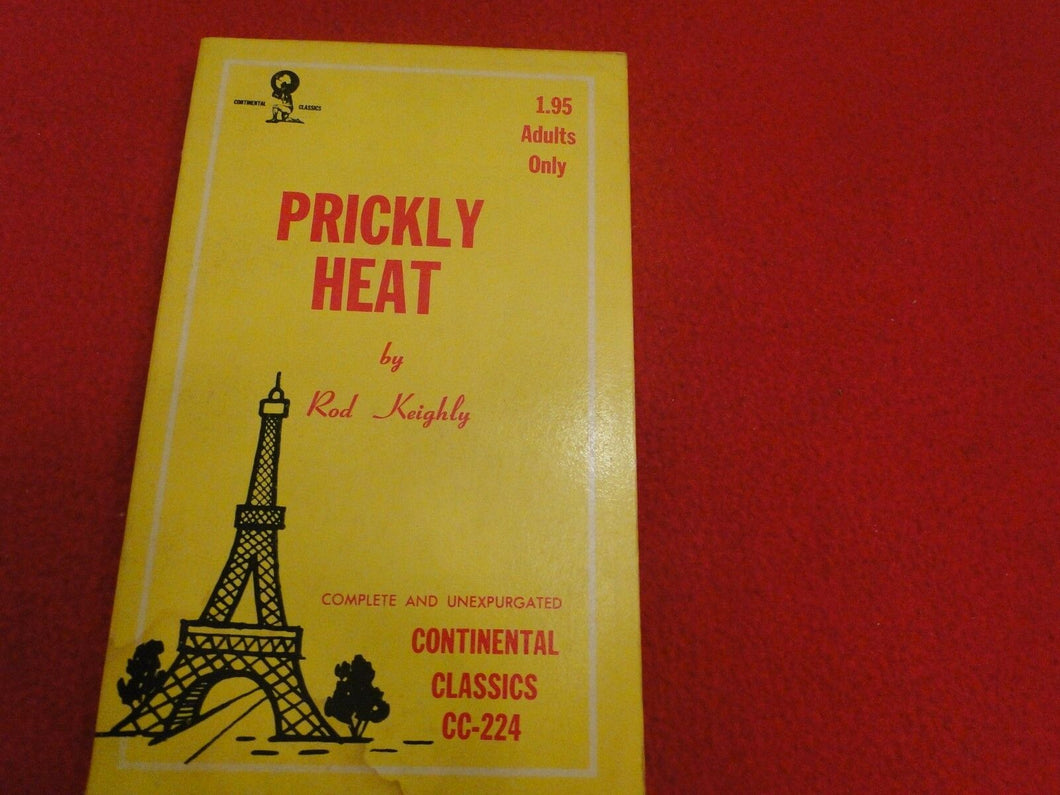 CONTINENTAL CLASSICS
1.95
Adults
Only
PRICKLY
HEAT
by
Rod Keighly
COMPLETE AND UNEXPURGATED
CONTINENTAL
CLASSICS
CC-224